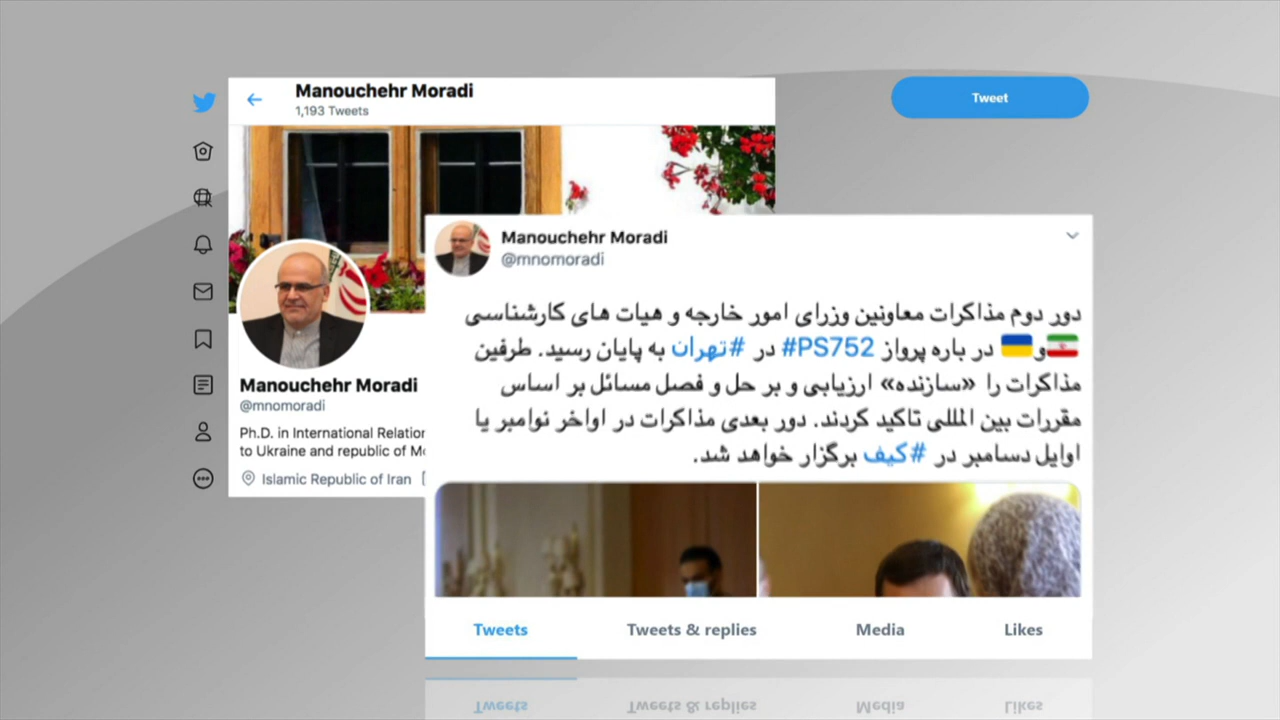 Manouchehr Moradi
1,193 Tweets
Tweet
Manouchehr Moradi
@mnomoradi
دور دوم مذاکرات معاونین وزرای امور خارجه و هیات های کارشناسی
و در باره پرواز #PS752 در #تهران به پایان رسید. طرفین
مذاکرات را «سازنده» ارزیابی و بر حل و فصل مسائل بر اساس
مقررات بین المللی تاکید کردند. دور بعدی مذاکرات در اواخر نوامبر یا
اوایل دسامبر در #کیف برگزار خواهد شد.
Manouchehr Moradi
@mnomoradi
Ph.D. in International Relation
to Ukraine and republic of Mo
Islamic Republic of Iran
Tweets
Tweets & replies
Media
Likes